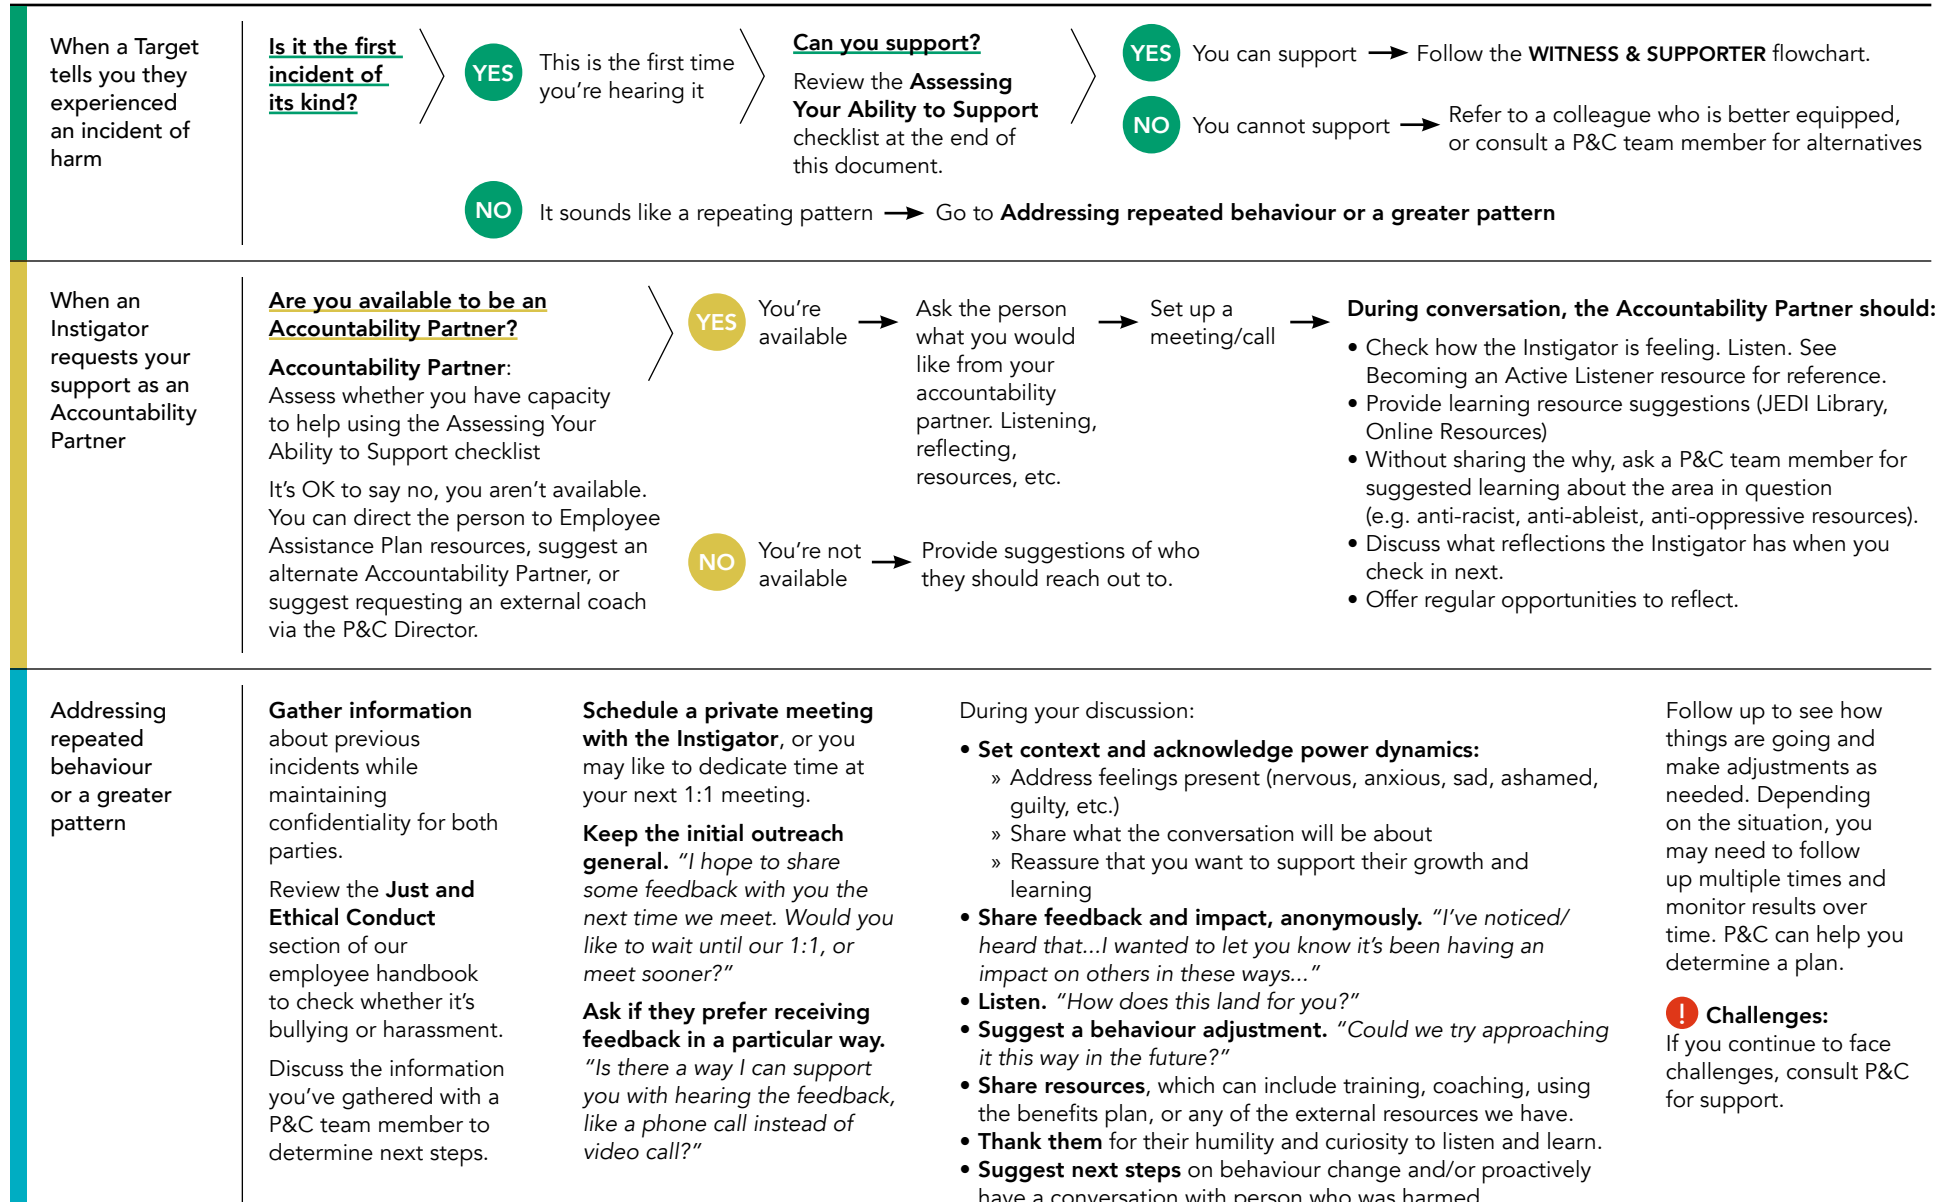 When a Target
tells you they
experienced
an incident of
harm
Is it the first
incident of
its kind?
YES
This is the first time
you're hearing it
Can you support?
Review the Assessing
Your Ability to Support
checklist at the end of
this document.
YES
You can support
Follow the WITNESS & SUPPORTER flowchart.
NO
You cannot support
Refer to a colleague who is better equipped,
or consult a P&C team member for alternatives
NO
It sounds like a repeating pattern
Go to Addressing repeated behaviour or a greater pattern
When an
Instigator
requests your
support as an
Accountability
Partner
Are you available to be an
Accountability Partner?
Accountability Partner:
Assess whether you have capacity
to help using the Assessing Your
Ability to Support checklist
It's OK to say no, you aren't available.
You can direct the person to Employee
Assistance Plan resources, suggest an
alternate Accountability Partner, or
suggest requesting an external coach
via the P&C Director.
YES
You're
available
Ask the person
what you would
like from your
accountability
partner. Listening,
reflecting,
resources, etc.
Set up a
meeting/call
During conversation, the Accountability Partner should:
• Check how the Instigator is feeling. Listen. See
Becoming an Active Listener resource for reference.
• Provide learning resource suggestions (JEDI Library,
Online Resources)
• Without sharing the why, ask a P&C team member for
suggested learning about the area in question
(e.g. anti-racist, anti-ableist, anti-oppressive resources).
• Discuss what reflections the Instigator has when you
check in next.
• Offer regular opportunities to reflect.
NO
You're not
available
Provide suggestions of who
they should reach out to.
Addressing
repeated
behaviour
or a greater
pattern
Gather information
about previous
incidents while
maintaining
confidentiality for both
parties.
Review the Just and
Ethical Conduct
section of our
employee handbook
to check whether it's
bullying or harassment.
Discuss the information
you've gathered with a
P&C team member to
determine next steps.
Schedule a private meeting
with the Instigator, or you
may like to dedicate time at
your next 1:1 meeting.
Keep the initial outreach
general. "I hope to share
some feedback with you the
next time we meet. Would you
like to wait until our 1:1, or
meet sooner?"
Ask if they prefer receiving
feedback in a particular way.
"Is there a way I can support
you with hearing the feedback,
like a phone call instead of
video call?"
During your discussion:
• Set context and acknowledge power dynamics:
» Address feelings present (nervous, anxious, sad, ashamed,
guilty, etc.)
» Share what the conversation will be about
» Reassure that you want to support their growth and
learning
• Share feedback and impact, anonymously. "I've noticed/
heard that...I wanted to let you know it's been having an
impact on others in these ways..."
• Listen. "How does this land for you?"
• Suggest a behaviour adjustment. "Could we try approaching
it this way in the future?"
• Share resources, which can include training, coaching, using
the benefits plan, or any of the external resources we have.
• Thank them for their humility and curiosity to listen and learn.
• Suggest next steps on behaviour change and/or proactively
have a conversation with person who was harmed
Follow up to see how
things are going and
make adjustments as
needed. Depending
on the situation, you
may need to follow
up multiple times and
monitor results over
time. P&C can help you
determine a plan.
! Challenges:
If you continue to face
challenges, consult P&C
for support.